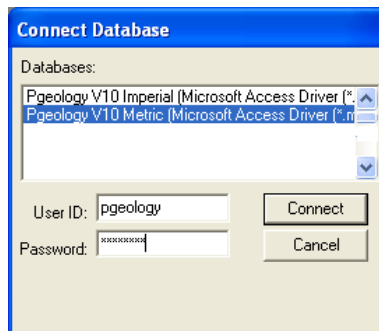 Connect Database
Databases:
Pgeology V10 Imperial (Microsoft Access Driver (*.
Pgeology V10 Metric (Microsoft Access Driver (*.m
User ID: pgeology Connect
Password: ×××××××× Cancel